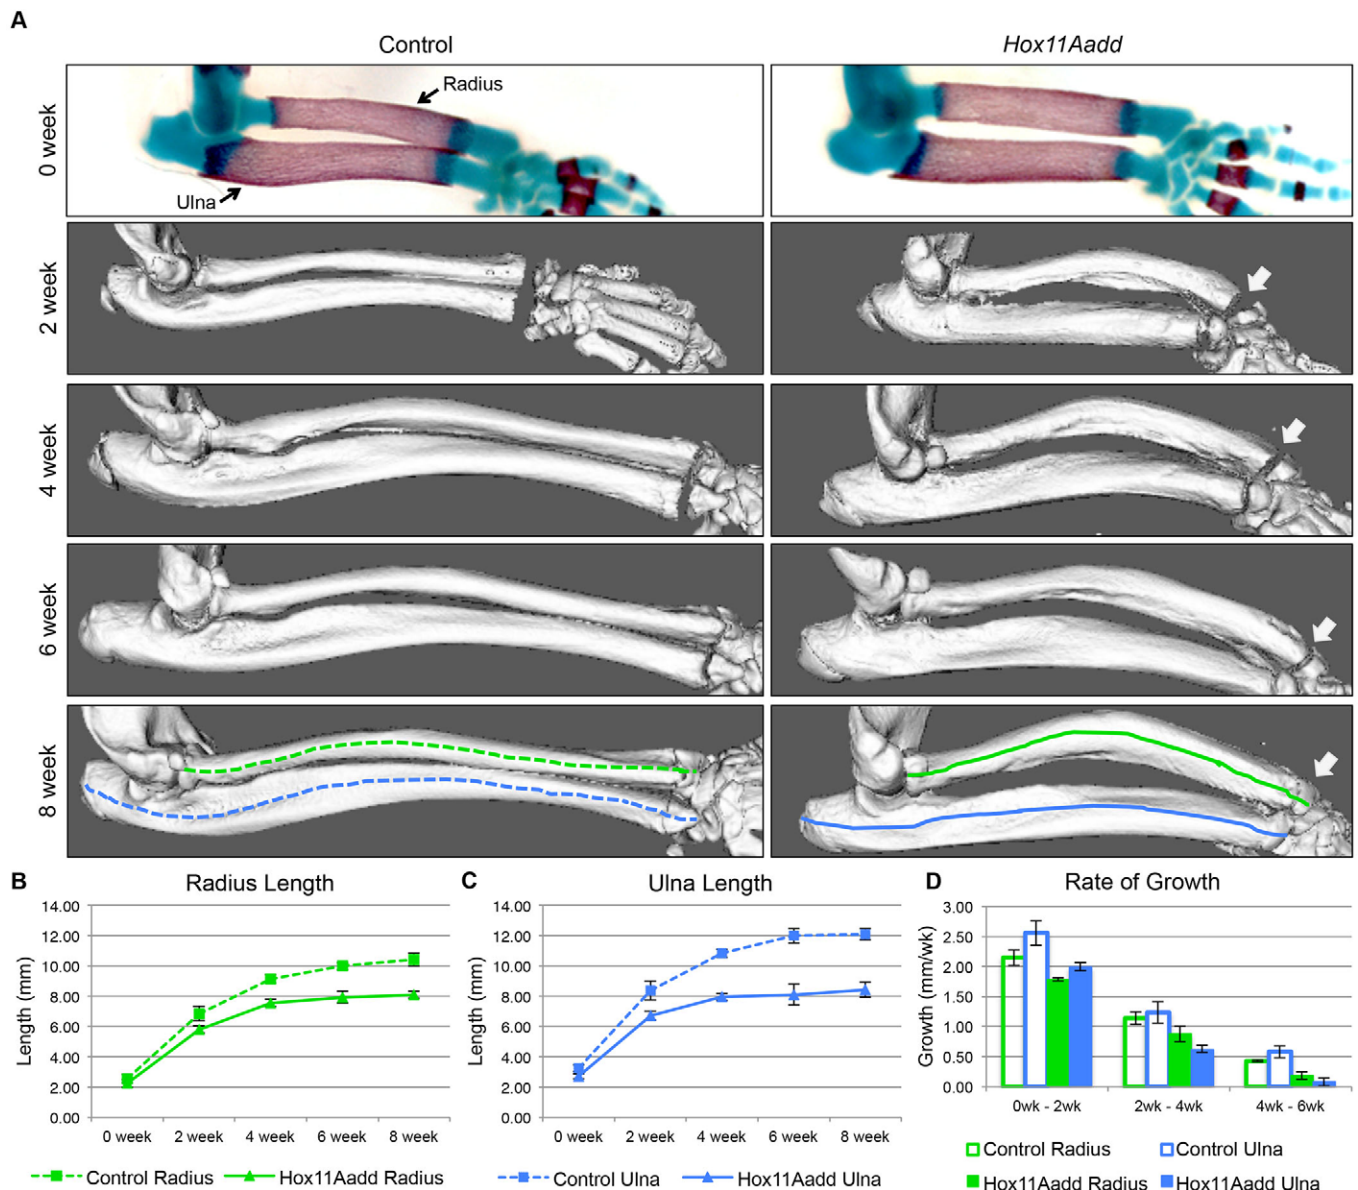 A
Control
Hox11Aadd
0 week
Radius
Ulna
2 week
4 week
6 week
8 week
B
Radius Length
Length (mm)
14.00
12.00
10.00
8.00
6.00
4.00
2.00
0.00
0 week 2 week 4 week 6 week 8 week
Control Radius Hox11Aadd Radius
C
Ulna Length
Length (mm)
14.00
12.00
10.00
8.00
6.00
4.00
2.00
0.00
0 week 2 week 4 week 6 week 8 week
Control Ulna Hox11Aadd Ulna
D
Rate of Growth
Growth (mm/wk)
3.00
2.50
2.00
1.50
1.00
0.50
0.00
0wk - 2wk 2wk - 4wk 4wk - 6wk
Control Radius Control Ulna
Hox11Aadd Radius Hox11Aadd Ulna